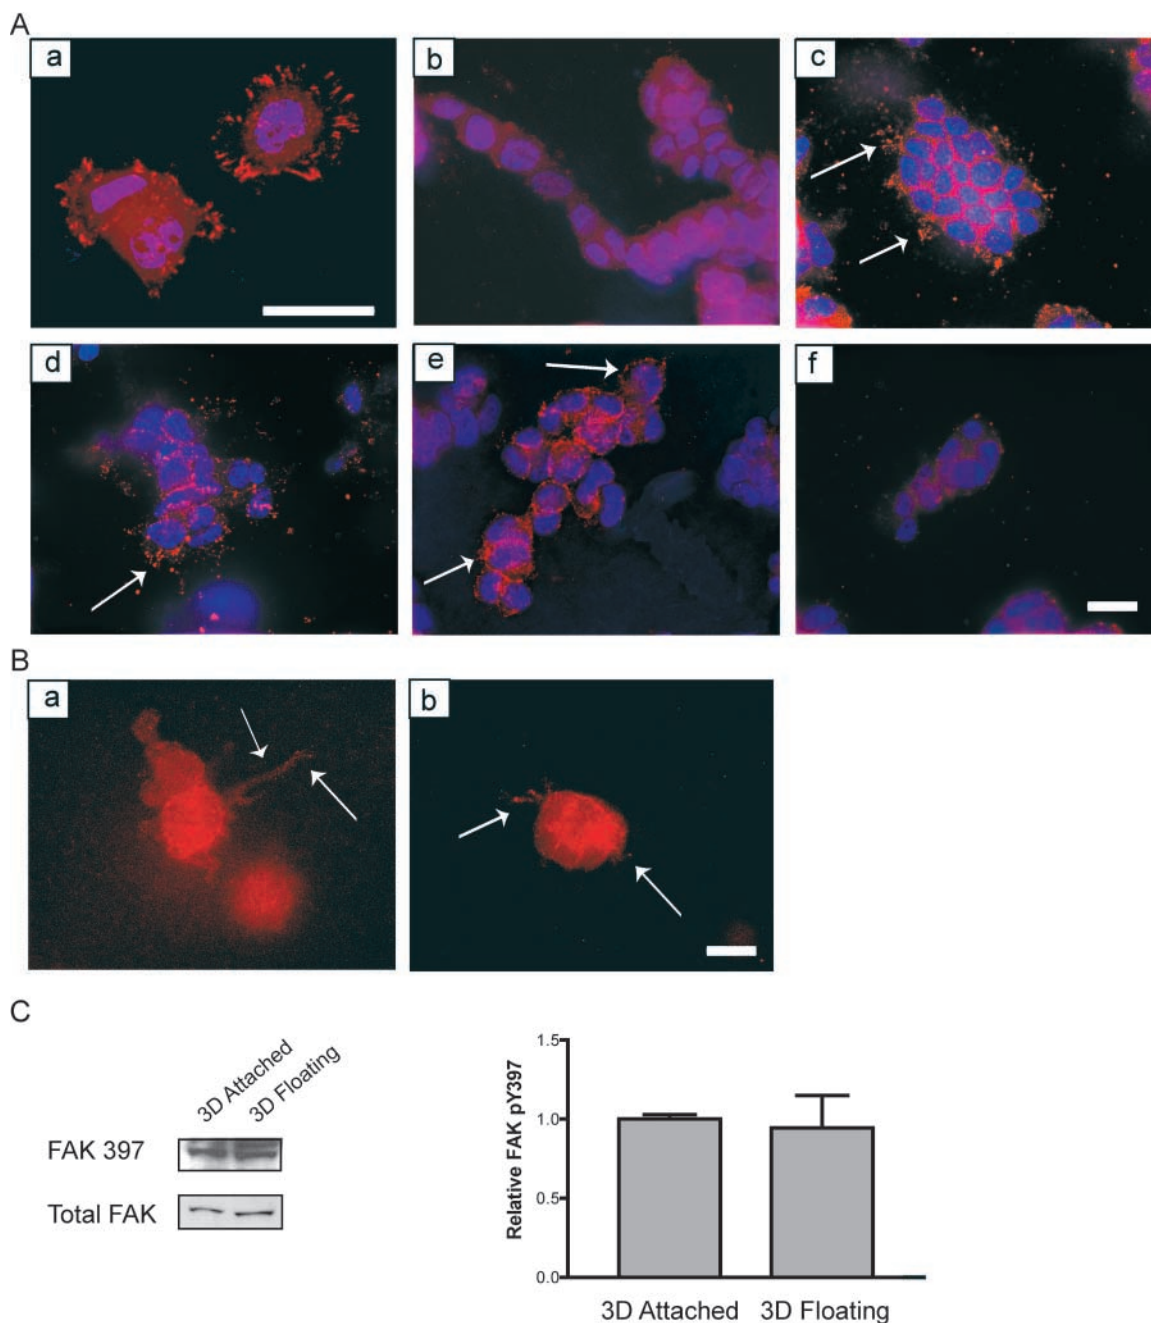 A
a
b
c
d
e
f
B
a
b
C
3D Attached
3D Floating
FAK 397
Total FAK
Relative FAK pY397
1.5
1.0
0.5
0.0
3D Attached 3D Floating